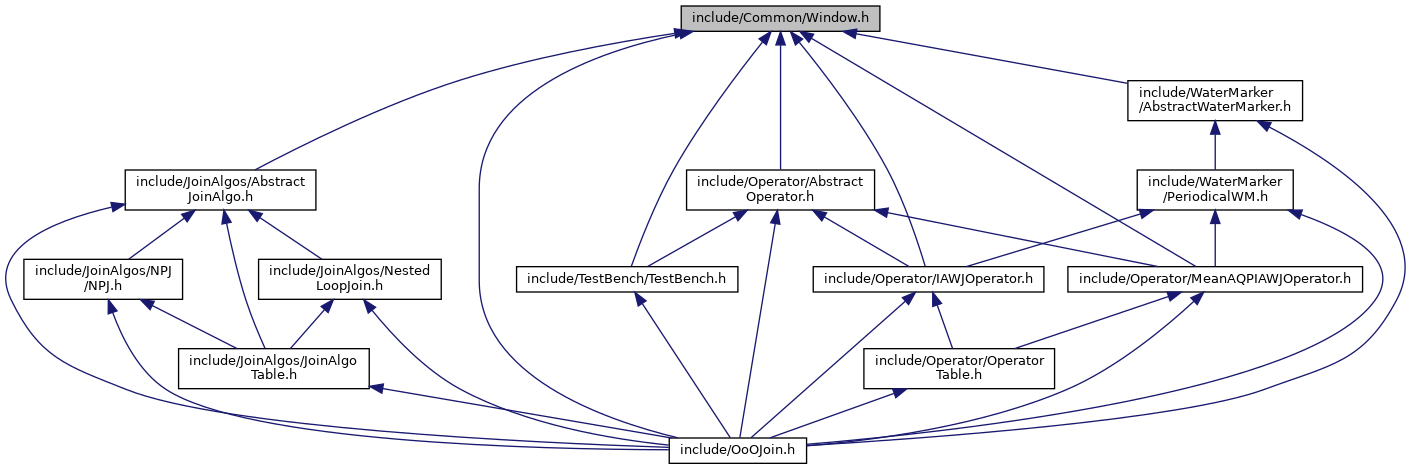 include/Common/Window.h
include/WaterMarker
/AbstractWaterMarker.h
include/JoinAlgos/Abstract
JoinAlgo.h
include/Operator/Abstract
Operator.h
include/WaterMarker
/PeriodicalWM.h
include/JoinAlgos/NPJ
/NPJ.h
include/JoinAlgos/Nested
LoopJoin.h
include/TestBench/TestBench.h
include/Operator/IAWJOperator.h
include/Operator/MeanAQPIAWJOperator.h
include/JoinAlgos/JoinAlgo
Table.h
include/Operator/Operator
Table.h
include/OoOJoin.h